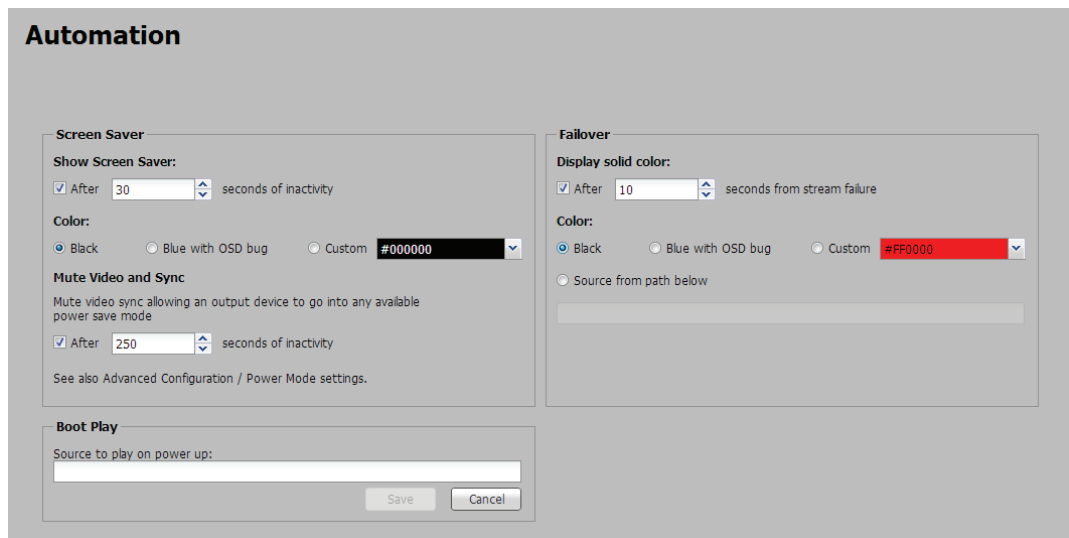 Automation
Screen Saver
Show Screen Saver:
After 30 seconds of inactivity
Color:
Black Blue with OSD bug Custom #000000
Mute Video and Sync
Mute video sync allowing an output device to go into any available
power save mode
After 250 seconds of inactivity
See also Advanced Configuration / Power Mode settings.
Failover
Display solid color:
After 10 seconds from stream failure
Color:
Black Blue with OSD bug Custom #FF0000
Source from path below
Boot Play
Source to play on power up:
Save Cancel